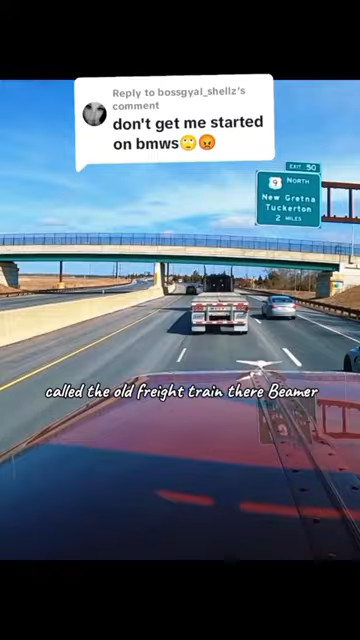 Reply to bossgyal_shellz's
comment
don't get me started
on bmws🙄😡
EXIT 50
9 NORTH
New Gretna
Tuckerton
2 MILES
called the old freight train there Beamer